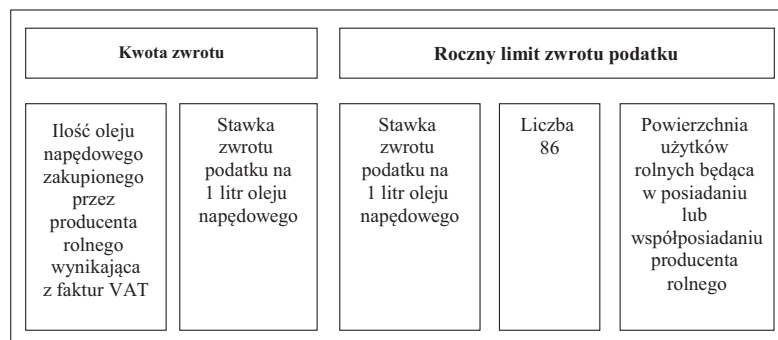 Kwota zwrotu
Roczny limit zwrotu podatku
Ilość oleju
napędowego
zakupionego
przez
producenta
rolnego
wynikająca
z faktur VAT
Stawka
zwrotu
podatku na
1 litr oleju
napędowego
Stawka
zwrotu
podatku na
1 litr oleju
napędowego
Liczba
86
Powierzchnia
użytków
rolnych będąca
w posiadaniu
lub
współposiadaniu
producenta
rolnego